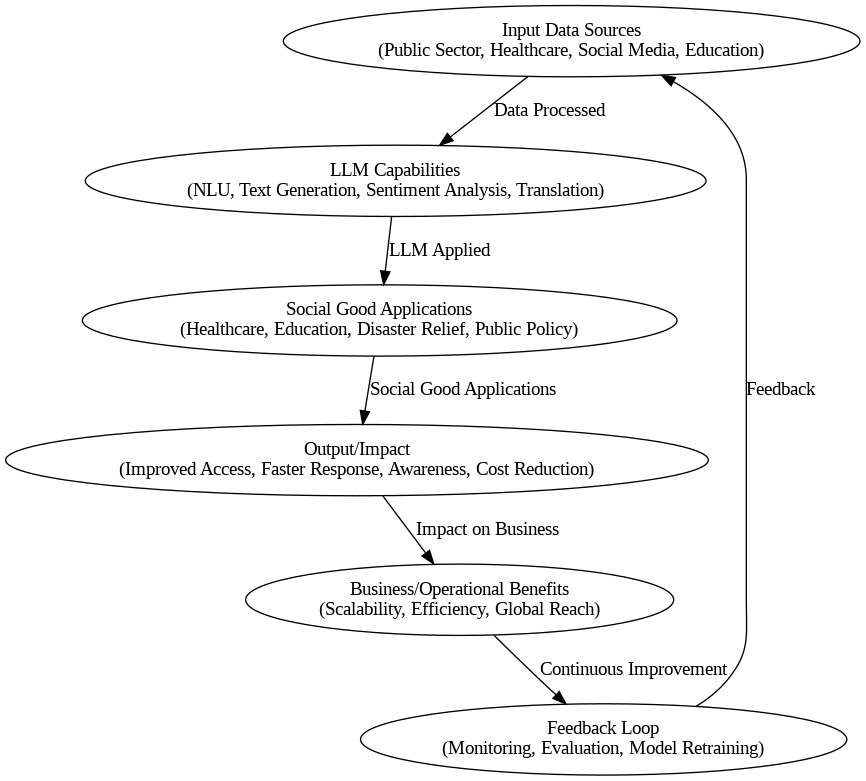 Input Data Sources
(Public Sector, Healthcare, Social Media, Education)
Data Processed
LLM Capabilities
(NLU, Text Generation, Sentiment Analysis, Translation)
LLM Applied
Social Good Applications
(Healthcare, Education, Disaster Relief, Public Policy)
Social Good Applications
Feedback
Output/Impact
(Improved Access, Faster Response, Awareness, Cost Reduction)
Impact on Business
Business/Operational Benefits
(Scalability, Efficiency, Global Reach)
Continuous Improvement
Feedback Loop
(Monitoring, Evaluation, Model Retraining)